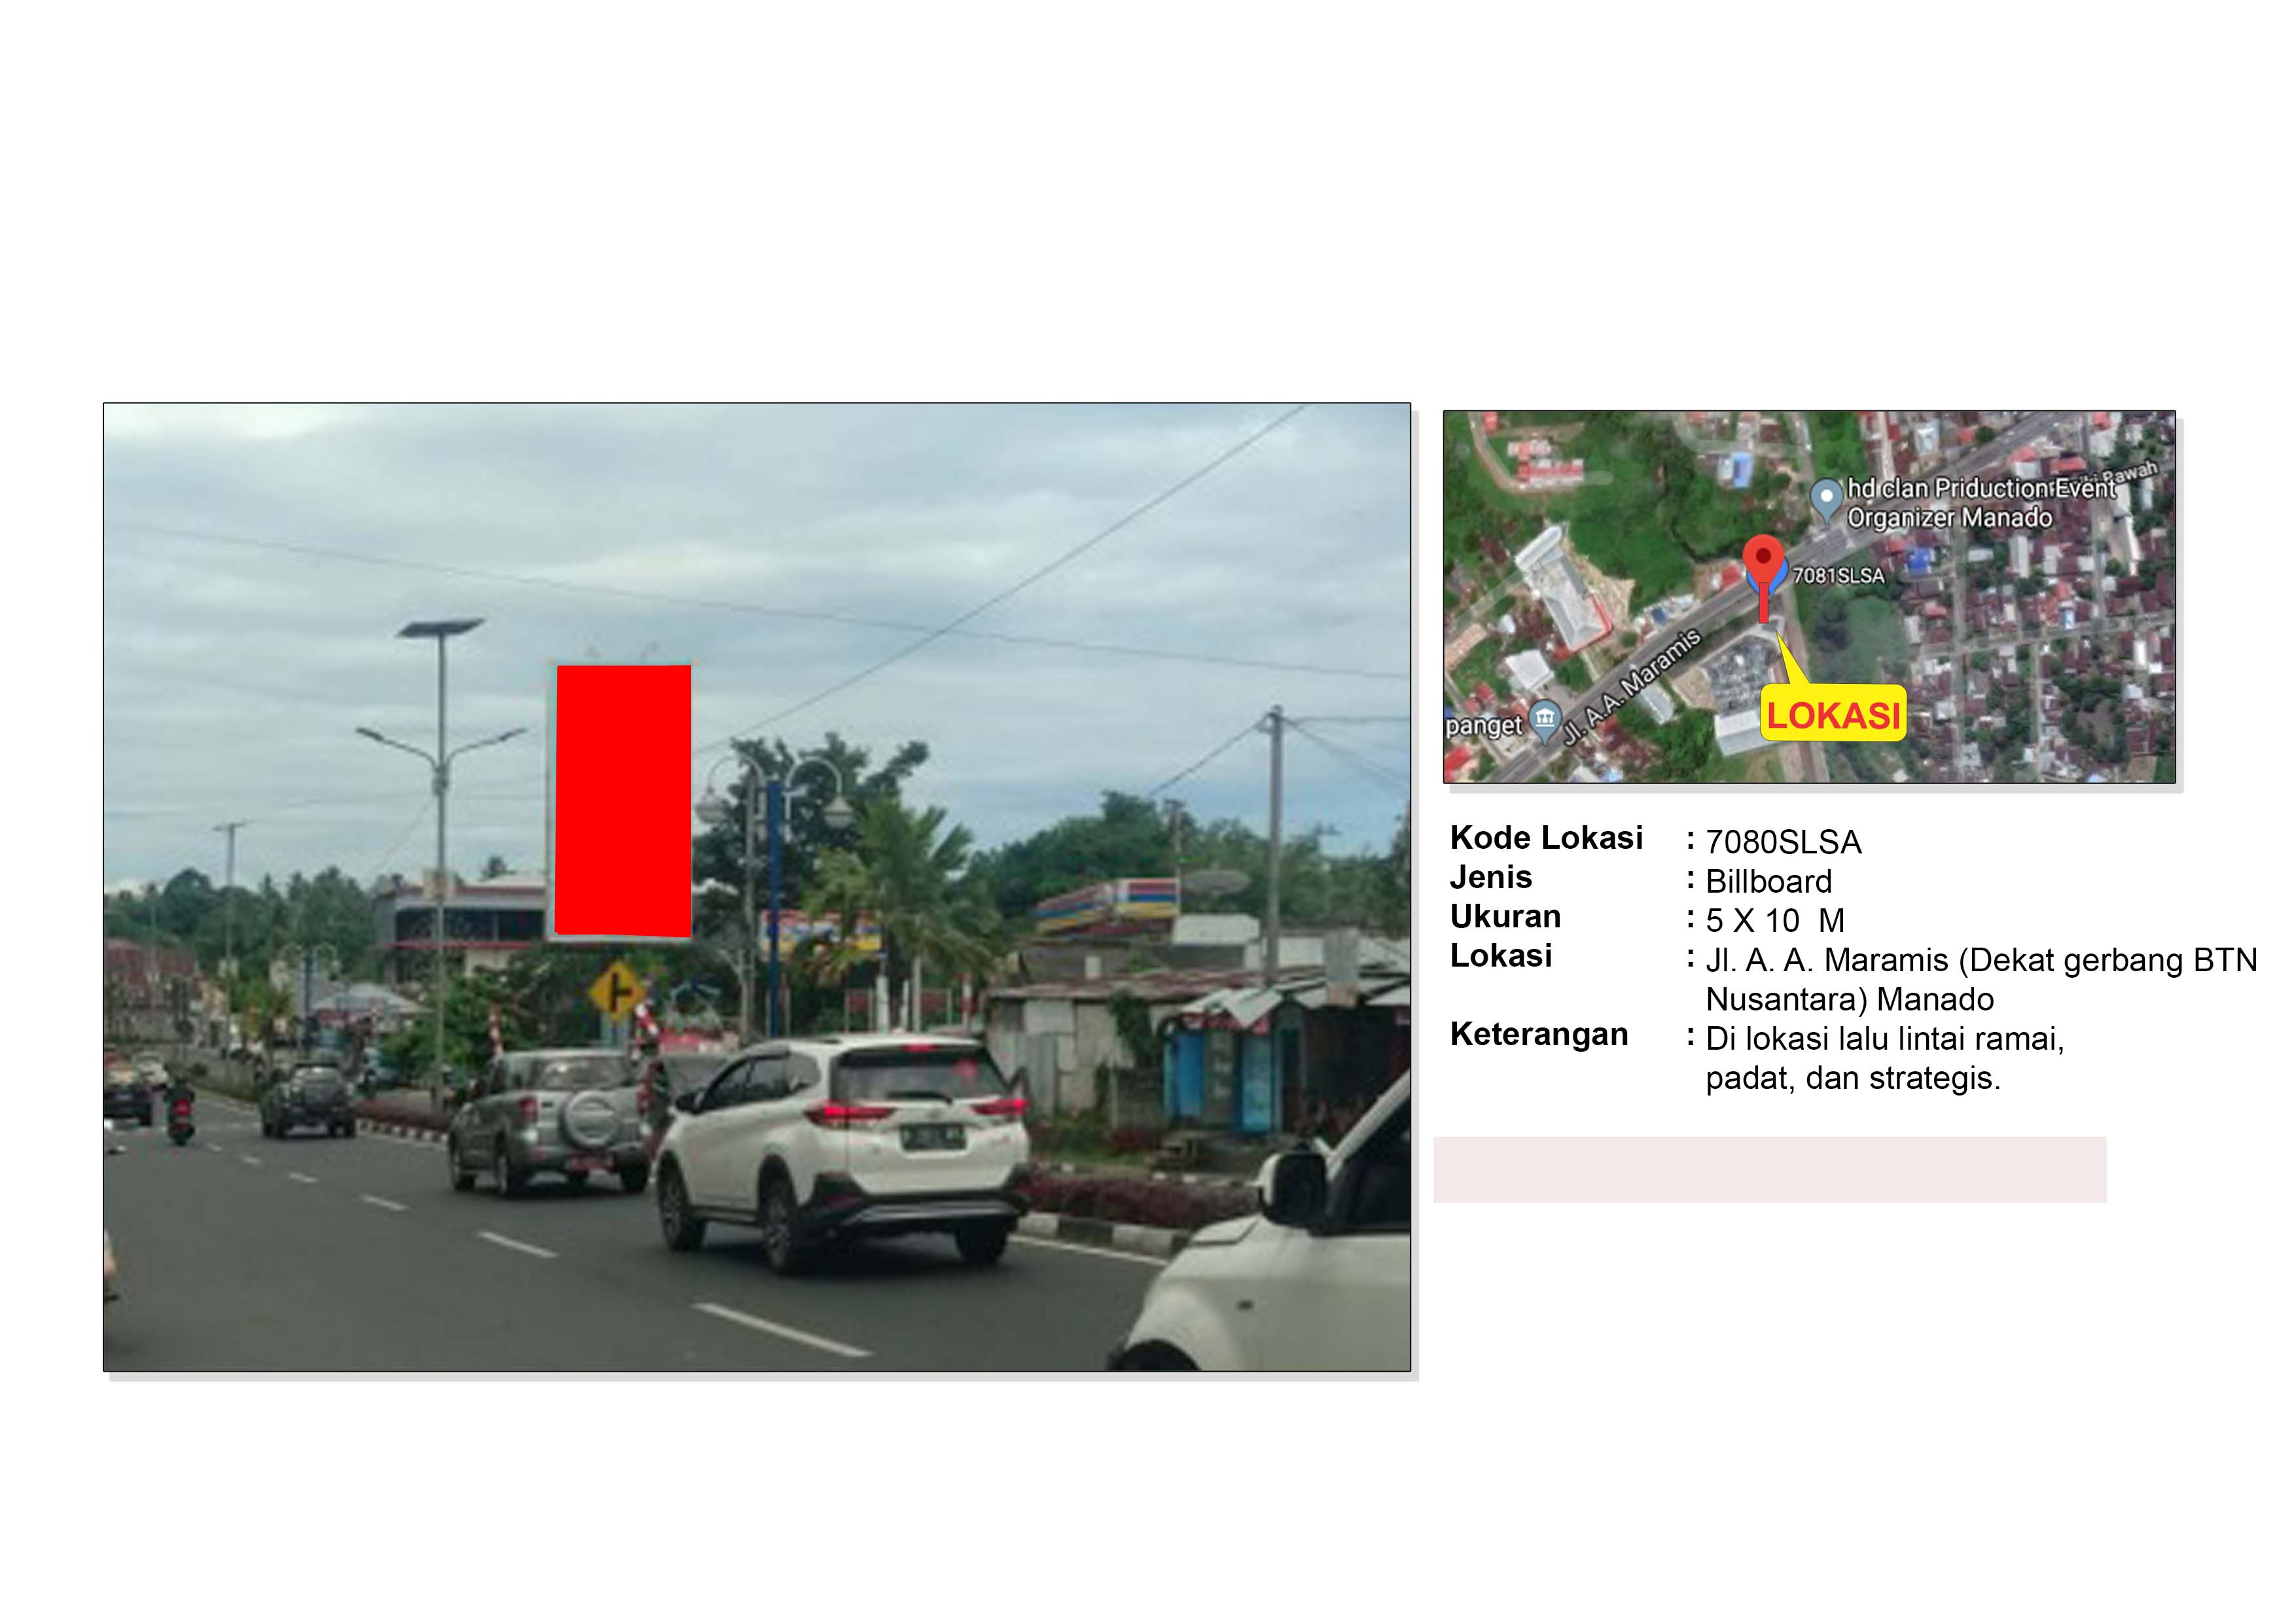 hd clan Priduction Event
Organizer Manado
7081SLSA
Jl. A.A. Maramis
panget
LOKASI
Kode Lokasi : 7080SLSA
Jenis : Billboard
Ukuran : 5 X 10 M
Lokasi : Jl. A. A. Maramis (Dekat gerbang BTN
Nusantara) Manado
Keterangan : Di lokasi lalu lintai ramai,
padat, dan strategis.